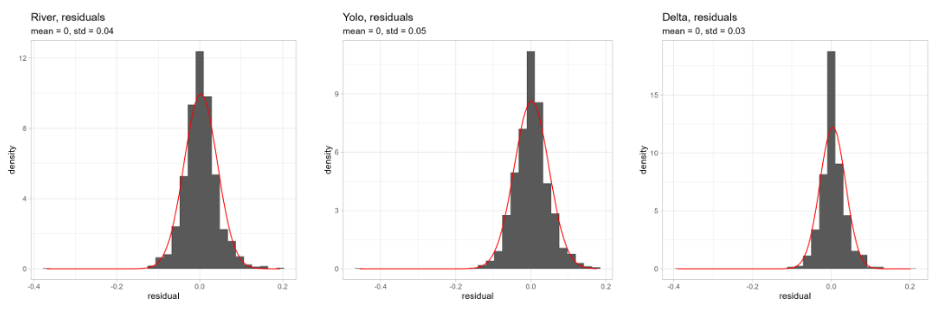 River, residuals
mean = 0, std = 0.04
12
8
4
0
density
-0.4
-0.2
0.0
0.2
residual
Yolo, residuals
mean = 0, std = 0.05
9
6
3
0
density
-0.4
-0.2
0.0
0.2
residual
Delta, residuals
mean = 0, std = 0.03
15
10
5
0
density
-0.4
-0.2
0.0
0.2
residual